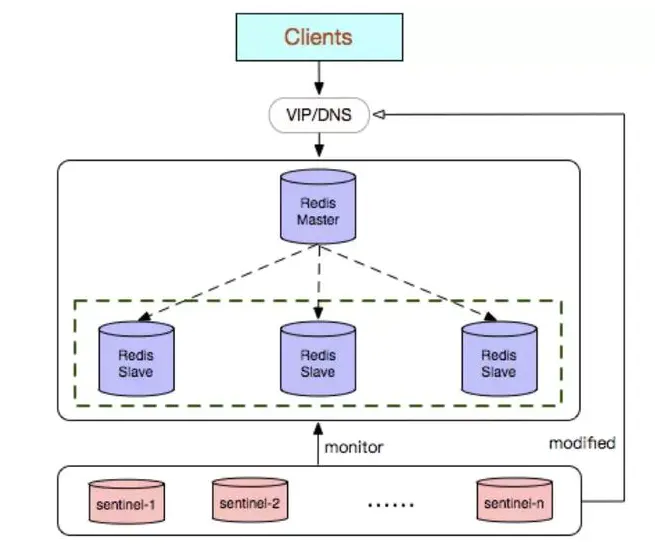 Clients
VIP/DNS
Redis
Master
Redis
Slave
Redis
Slave
Redis
Slave
monitor
modified
sentinel-1
sentinel-2
......
sentinel-n